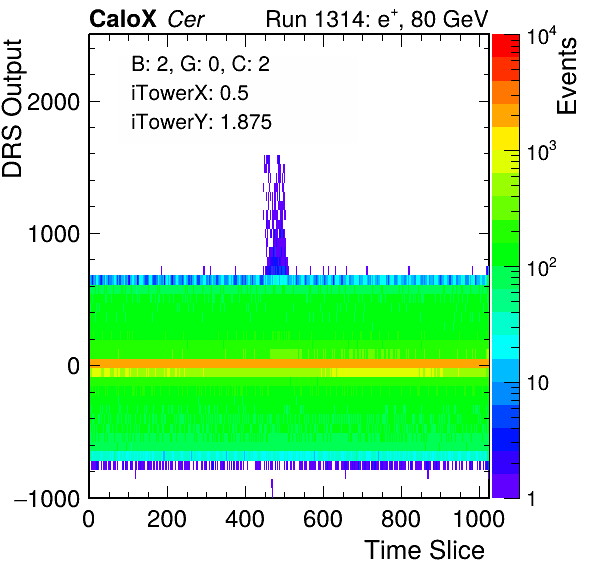 CaloX Cer
Run 1314: e⁺, 80 GeV
DRS Output
Events
B: 2, G: 0, C: 2
iTowerX: 0.5
iTowerY: 1.875
2000
1000
0
−1000
0 200 400 600 800 1000
Time Slice
10⁴
10³
10²
10
1